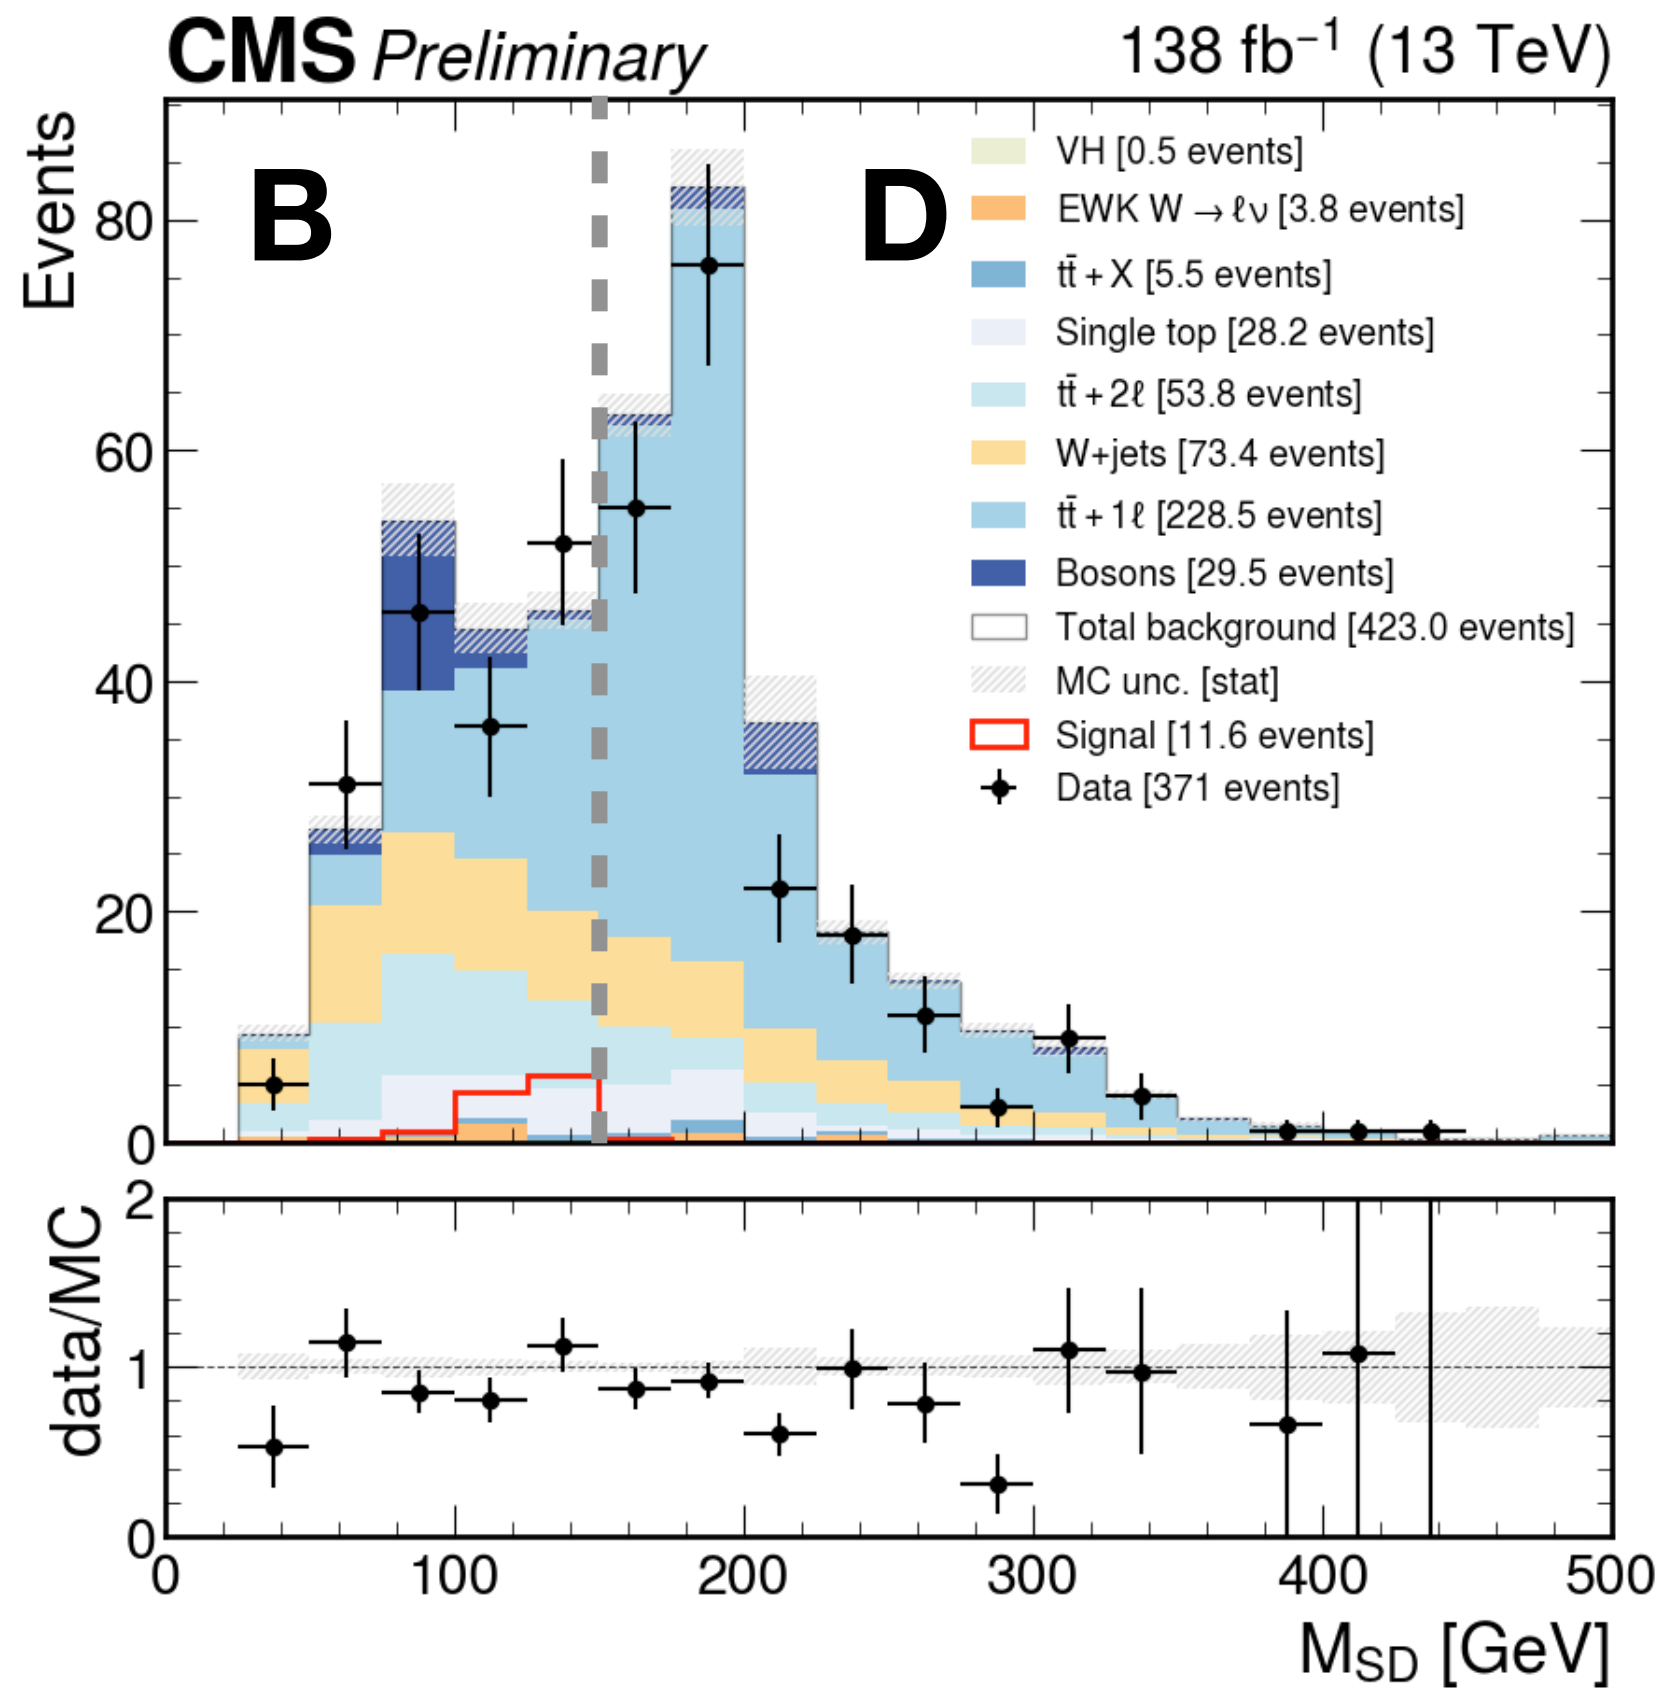 CMS Preliminary 138 fb⁻¹ (13 TeV)
Events
B
D
VH [0.5 events]
EWK W → ℓν [3.8 events]
tt̄ + X [5.5 events]
Single top [28.2 events]
tt̄ + 2ℓ [53.8 events]
W+jets [73.4 events]
tt̄ + 1ℓ [228.5 events]
Bosons [29.5 events]
Total background [423.0 events]
MC unc. [stat]
Signal [11.6 events]
Data [371 events]
80
60
40
20
0
data/MC
2
1
0
0 100 200 300 400 500
M_SD [GeV]